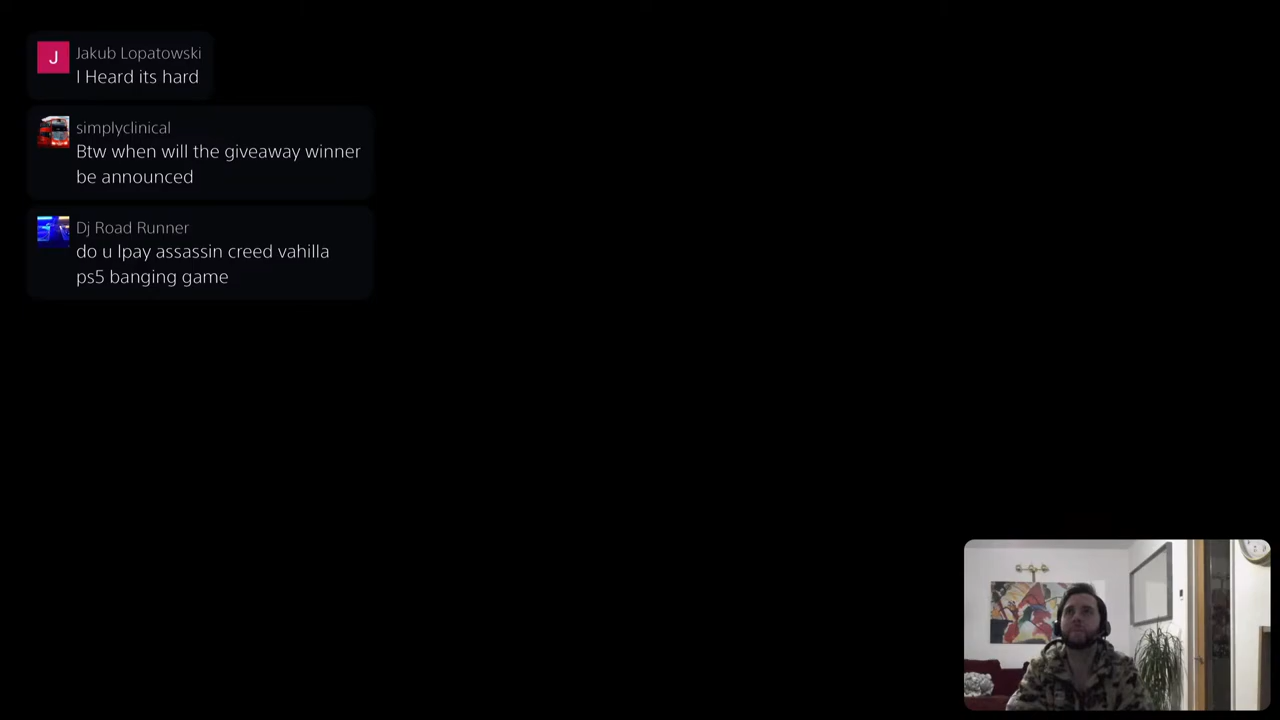 J
Jakub Lopatowski
I Heard its hard
simplyclinical
Btw when will the giveaway winner
be announced
Dj Road Runner
do u lpay assassin creed vahilla
ps5 banging game